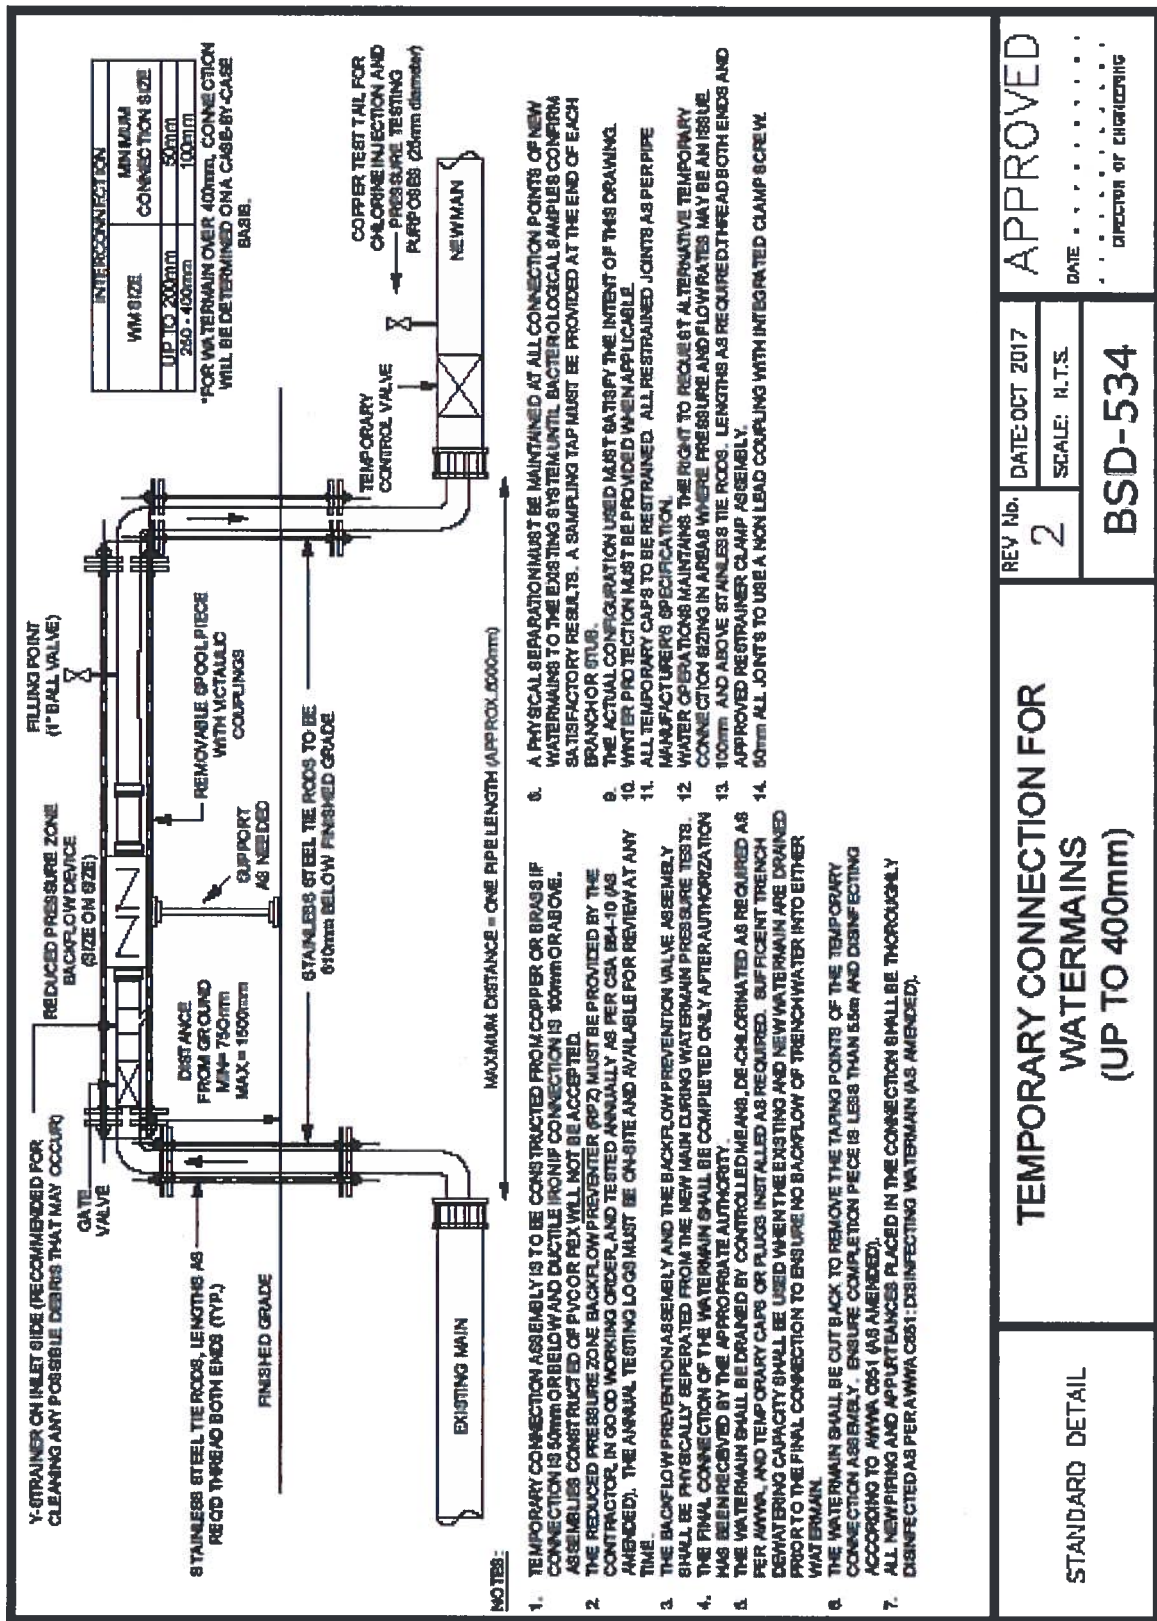 Y-STRAINER ON INLET SIDE (RECOMMENDED FOR
CLEANING ANY POSSIBLE DEBRIS THAT MAY OCCUR)
GATE
VALVE
STAINLESS STEEL TIE RODS, LENGTHS AS
REQ'D THREAD BOTH ENDS (TYP.)
FINISHED GRADE
EXISTING MAIN
DISTANCE
FROM GROUND
MIN= 750mm
MAX.= 1500mm
REDUCED PRESSURE ZONE
BACKFLOW DEVICE
(SIZE ON SIZE)
FILLING POINT
(1" BALL VALVE)
REMOVABLE SPOOL PIECE
WITH VICTAULIC
COUPLINGS
SUPPORT
AS NEEDED
STAINLESS STEEL TIE RODS TO BE
610mm BELOW FINISHED GRADE
MAXIMUM DISTANCE = ONE PIPE LENGTH (APPROX.6000mm)
TEMPORARY
CONTROL VALVE
NEW MAIN
COPPER TEST TAIL FOR
CHLORINE INJECTION AND
PRESSURE TESTING
PURPOSES (25mm diameter)
INTERCONNECTION
WM SIZE MINIMUM CONNECTION SIZE
UP TO 200mm 50mm
250 - 400mm 100mm
*FOR WATERMAIN OVER 400mm, CONNECTION
WILL BE DETERMINED ON A CASE-BY-CASE
BASIS.
NOTES:
1. TEMPORARY CONNECTION ASSEMBLY IS TO BE CONSTRUCTED FROM COPPER OR BRASS IF
CONNECTION IS 50mm OR BELOW AND DUCTILE IRON IF CONNECTION IS 100mm OR ABOVE.
ASSEMBLIES CONSTRUCTED OF PVC OR PEX WILL NOT BE ACCEPTED.
2. THE REDUCED PRESSURE ZONE BACKFLOW PREVENTER (RPZ) MUST BE PROVIDED BY THE
CONTRACTOR, IN GOOD WORKING ORDER, AND TESTED ANNUALLY AS PER CSA B64-10 (AS
AMENDED). THE ANNUAL TESTING LOGS MUST BE ON-SITE AND AVAILABLE FOR REVIEW AT ANY
TIME.
3. THE BACKFLOW PREVENTION ASSEMBLY AND THE BACKFLOW PREVENTION VALVE ASSEMBLY
SHALL BE PHYSICALLY SEPERATED FROM THE NEW MAIN DURING WATERMAIN PRESSURE TESTS.
4. THE FINAL CONNECTION OF THE WATERMAIN SHALL BE COMPLETED ONLY AFTER AUTHORIZATION
HAS BEEN RECEIVED BY THE APPROPRIATE AUTHORITY.
5. THE WATERMAIN SHALL BE DRAINED BY CONTROLLED MEANS, DE-CHLORINATED AS REQUIRED AS
PER AWWA, AND TEMPORARY CAPS OR PLUGS INSTALLED AS REQUIRED. SUFFICIENT TRENCH
DEWATERING CAPACITY SHALL BE USED WHEN THE EXISTING AND NEW WATERMAIN ARE DRAINED
PRIOR TO THE FINAL CONNECTION TO ENSURE NO BACKFLOW OF TRENCH WATER INTO EITHER
WATERMAIN.
6. THE WATERMAIN SHALL BE CUT BACK TO REMOVE THE TAPING POINTS OF THE TEMPORARY
CONNECTION ASSEMBLY. ENSURE COMPLETION PIECE IS LESS THAN 5.5m AND DISINFECTING
ACCORDING TO AWWA C651 (AS AMENDED).
7. ALL NEW PIPING AND APPURTEANCES PLACED IN THE CONNECTION SHALL BE THOROUGHLY
DISINFECTED AS PER AWWA C651: DISINFECTING WATERMAIN (AS AMENDED).
8. A PHYSICAL SEPARATION MUST BE MAINTAINED AT ALL CONNECTION POINTS OF NEW
WATERMAINS TO THE EXISTING SYSTEM UNTIL BACTEROLOGICAL SAMPLES CONFIRM
SATISFACTORY RESULTS. A SAMPLING TAP MUST BE PROVIDED AT THE END OF EACH
BRANCH OR STUB.
9. THE ACTUAL CONFIGURATION USED MUST SATISFY THE INTENT OF THIS DRAWING.
10. WINTER PROTECTION MUST BE PROVIDED WHEN APPLICABLE.
11. ALL TEMPORARY CAPS TO BE RESTRAINED. ALL RESTRAINED JOINTS AS PER PIPE
MANUFACTURER'S SPECIFICATION.
12. WATER OPERATIONS MAINTAINS THE RIGHT TO REQUEST ALTERNATIVE TEMPORARY
CONNECTION SIZING IN AREAS WHERE PRESSURE AND FLOW RATES MAY BE AN ISSUE.
13. 100mm AND ABOVE STAINLESS TIE RODS. LENGTHS AS REQUIRED.THREAD BOTH ENDS AND
APPROVED RESTRAINER CLAMP ASSEMBLY.
14. 50mm ALL JOINTS TO USE A NON LEAD COUPLING WITH INTEGRATED CLAMP SCREW.
STANDARD DETAIL
TEMPORARY CONNECTION FOR
WATERMAINS
(UP TO 400mm)
REV No.
2
DATE: OCT 2017
SCALE: N.T.S.
BSD-534
APPROVED
DATE . . . . . . . . . .
. . . . . . . . . . . . .
DIRECTOR OF ENGINEERING